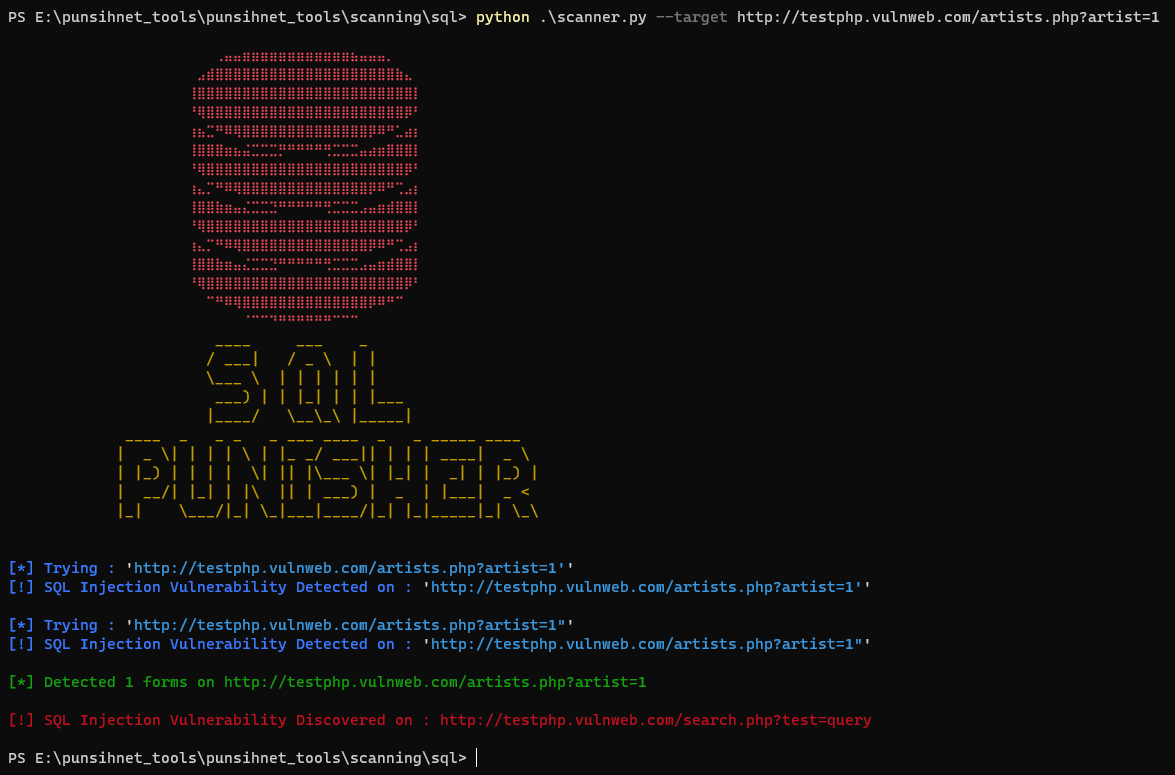 PS E:\punsihnet_tools\punsihnet_tools\scanning\sql> python .\scanner.py --target http://testphp.vulnweb.com/artists.php?artist=1
SQL
PUNISHER
[*] Trying : 'http://testphp.vulnweb.com/artists.php?artist=1''
[!] SQL Injection Vulnerability Detected on : 'http://testphp.vulnweb.com/artists.php?artist=1''
[*] Trying : 'http://testphp.vulnweb.com/artists.php?artist=1"'
[!] SQL Injection Vulnerability Detected on : 'http://testphp.vulnweb.com/artists.php?artist=1"'
[*] Detected 1 forms on http://testphp.vulnweb.com/artists.php?artist=1
[!] SQL Injection Vulnerability Discovered on : http://testphp.vulnweb.com/search.php?test=query
PS E:\punsihnet_tools\punsihnet_tools\scanning\sql>